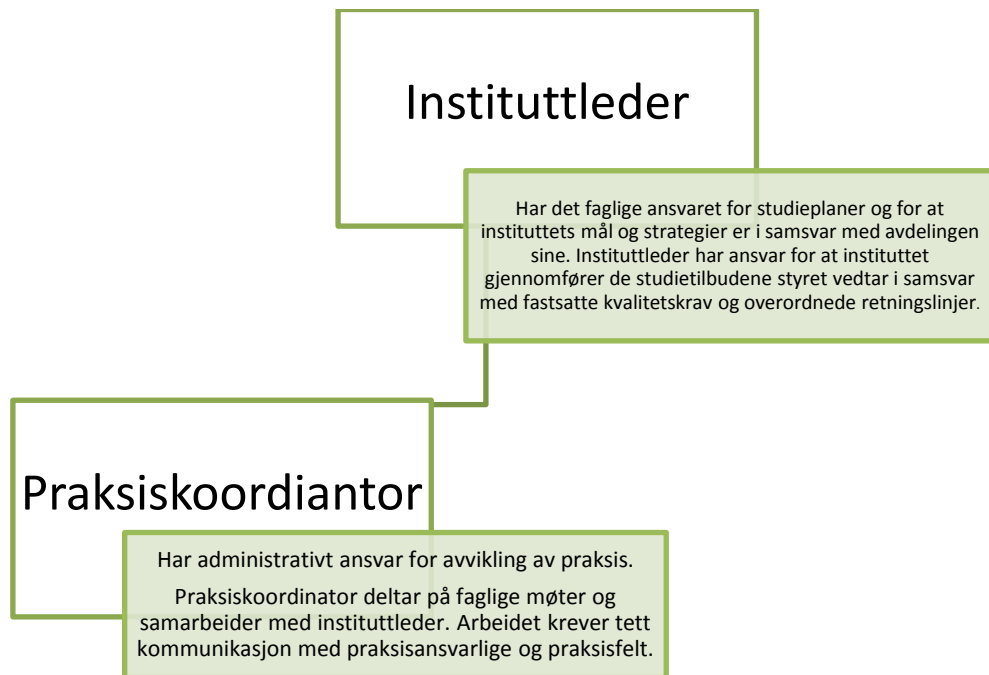 Instituttleder
Har det faglige ansvaret for studieplaner og for at
instituttets mål og strategier er i samsvar med avdelingen
sine. Instituttleder har ansvar for at instituttet
gjennomfører de studietilbudene styret vedtar i samsvar
med fastsatte kvalitetskrav og overordnede retningslinjer.
Praksiskoordiantor
Har administrativt ansvar for avvikling av praksis.
Praksiskoordinator deltar på faglige møter og
samarbeider med instituttleder. Arbeidet krever tett
kommunikasjon med praksisansvarlige og praksisfelt.